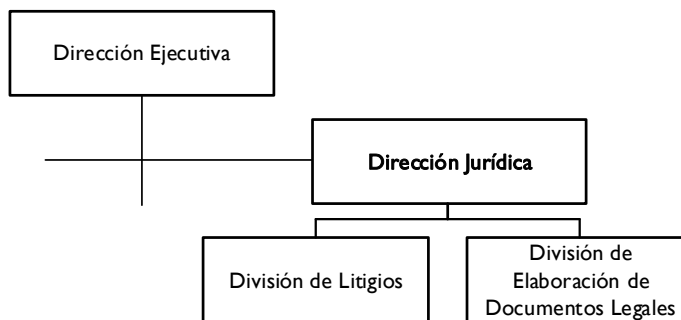 Dirección Ejecutiva
Dirección Jurídica
División de Litigios
División de
Elaboración de
Documentos Legales